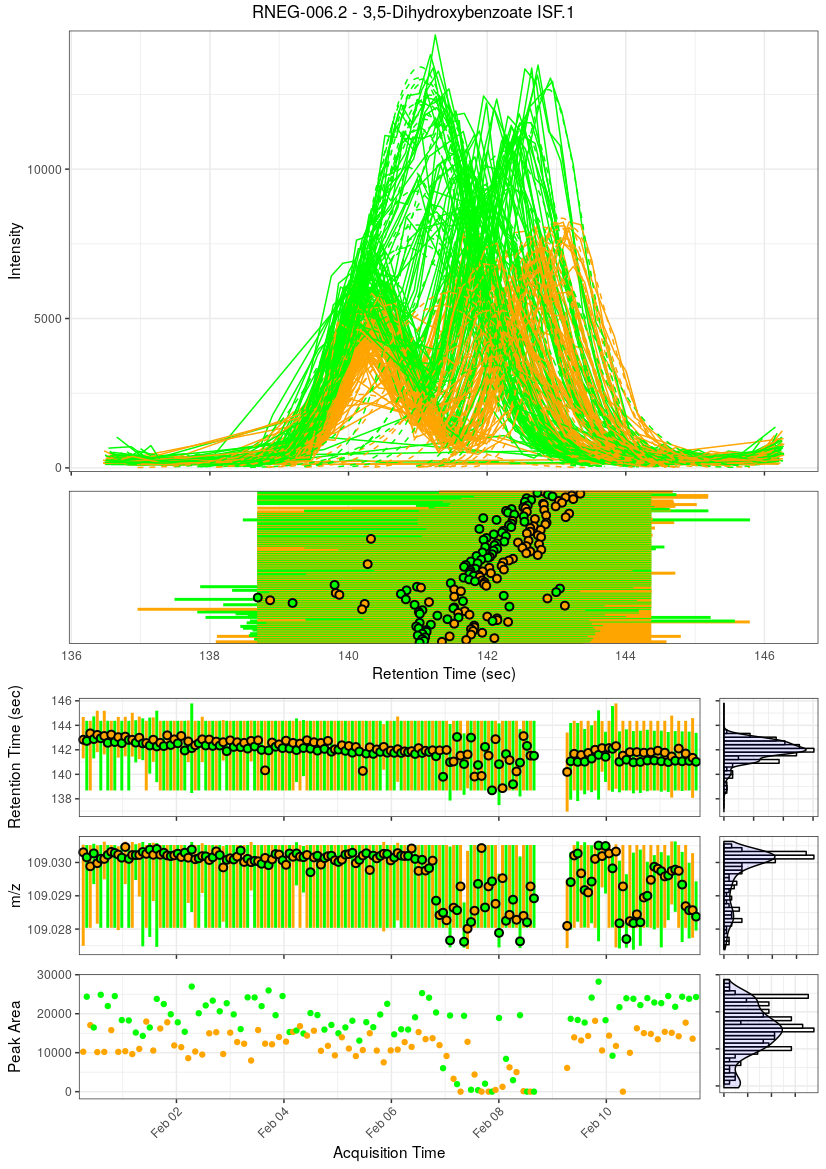 RNEG-006.2 - 3,5-Dihydroxybenzoate ISF.1
Intensity
10000
5000
0
136 138 140 142 144 146
Retention Time (sec)
Retention Time (sec)
146
144
142
140
138
m/z
109.030
109.029
109.028
Peak Area
30000
20000
10000
0
Feb 02 Feb 04 Feb 06 Feb 08 Feb 10
Acquisition Time